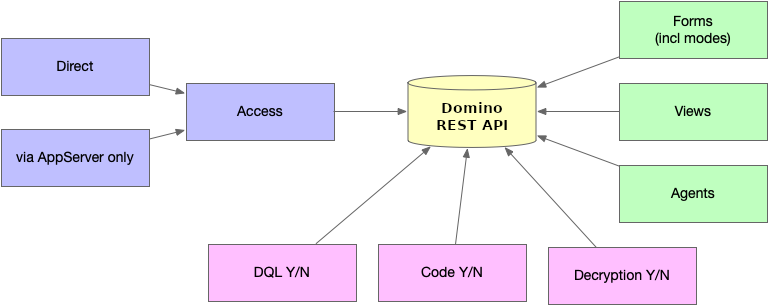 Forms
(incl modes)
Direct
Access
Domino
REST API
Views
via AppServer only
Agents
DQL Y/N
Code Y/N
Decryption Y/N